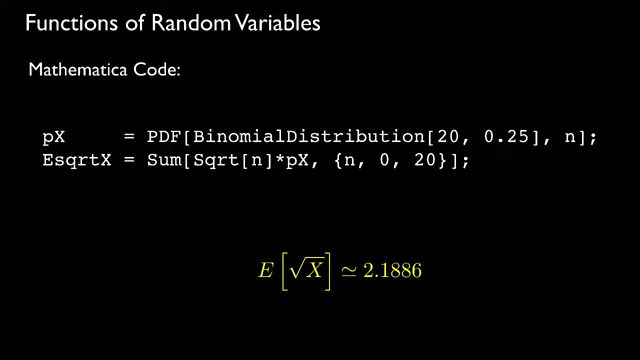 Functions of Random Variables
Mathematica Code:
pX     = PDF[BinomialDistribution[20, 0.25], n];
EsqrtX = Sum[Sqrt[n]*pX, {n, 0, 20}];
E[√X] ≃ 2.1886